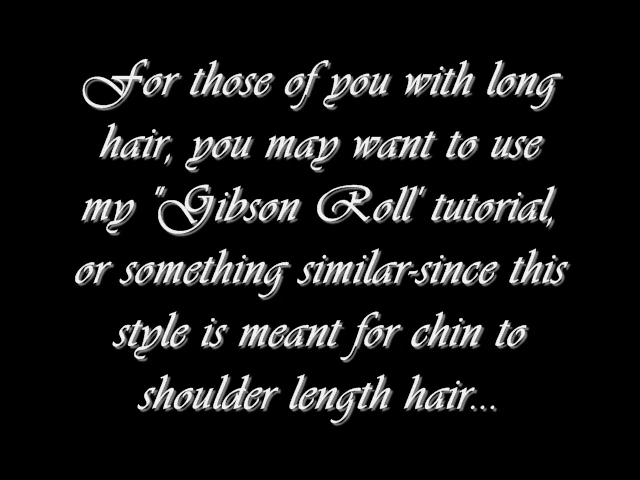 For those of you with long
hair, you may want to use
my "Gibson Roll' tutorial,
or something similar-since this
style is meant for chin to
shoulder length hair...